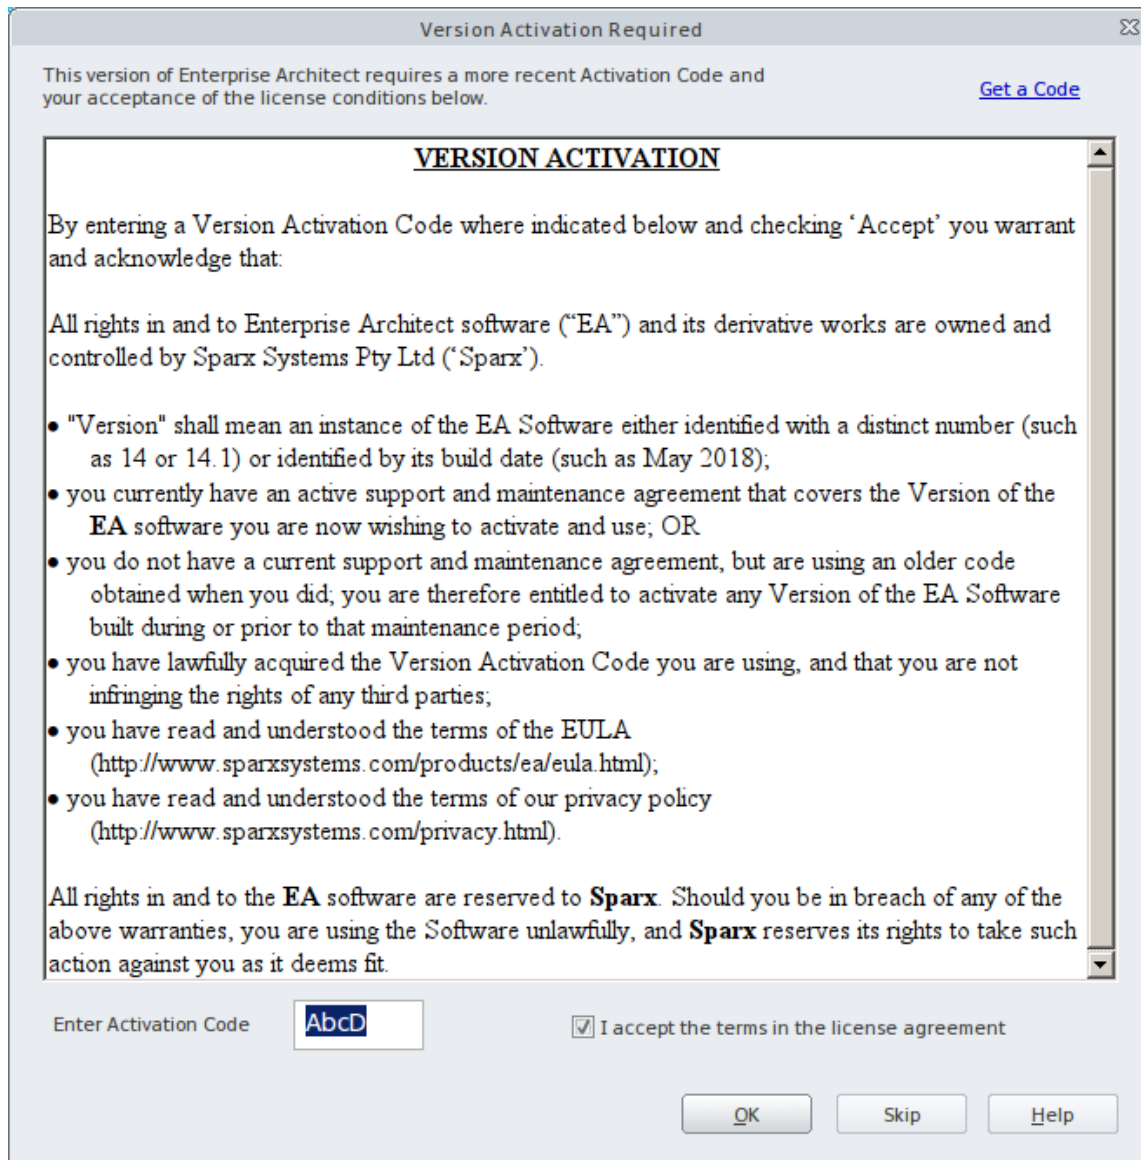 Version Activation Required
This version of Enterprise Architect requires a more recent Activation Code and
your acceptance of the license conditions below.
Get a Code
VERSION ACTIVATION
By entering a Version Activation Code where indicated below and checking ‘Accept’ you warrant
and acknowledge that:
All rights in and to Enterprise Architect software (“EA”) and its derivative works are owned and
controlled by Sparx Systems Pty Ltd (‘Sparx’).
● "Version" shall mean an instance of the EA Software either identified with a distinct number (such
as 14 or 14.1) or identified by its build date (such as May 2018);
● you currently have an active support and maintenance agreement that covers the Version of the
EA software you are now wishing to activate and use; OR
● you do not have a current support and maintenance agreement, but are using an older code
obtained when you did; you are therefore entitled to activate any Version of the EA Software
built during or prior to that maintenance period;
● you have lawfully acquired the Version Activation Code you are using, and that you are not
infringing the rights of any third parties;
● you have read and understood the terms of the EULA
(http://www.sparxsystems.com/products/ea/eula.html);
● you have read and understood the terms of our privacy policy
(http://www.sparxsystems.com/privacy.html).
All rights in and to the EA software are reserved to Sparx. Should you be in breach of any of the
above warranties, you are using the Software unlawfully, and Sparx reserves its rights to take such
action against you as it deems fit.
Enter Activation Code
AbcD
I accept the terms in the license agreement
OK
Skip
Help